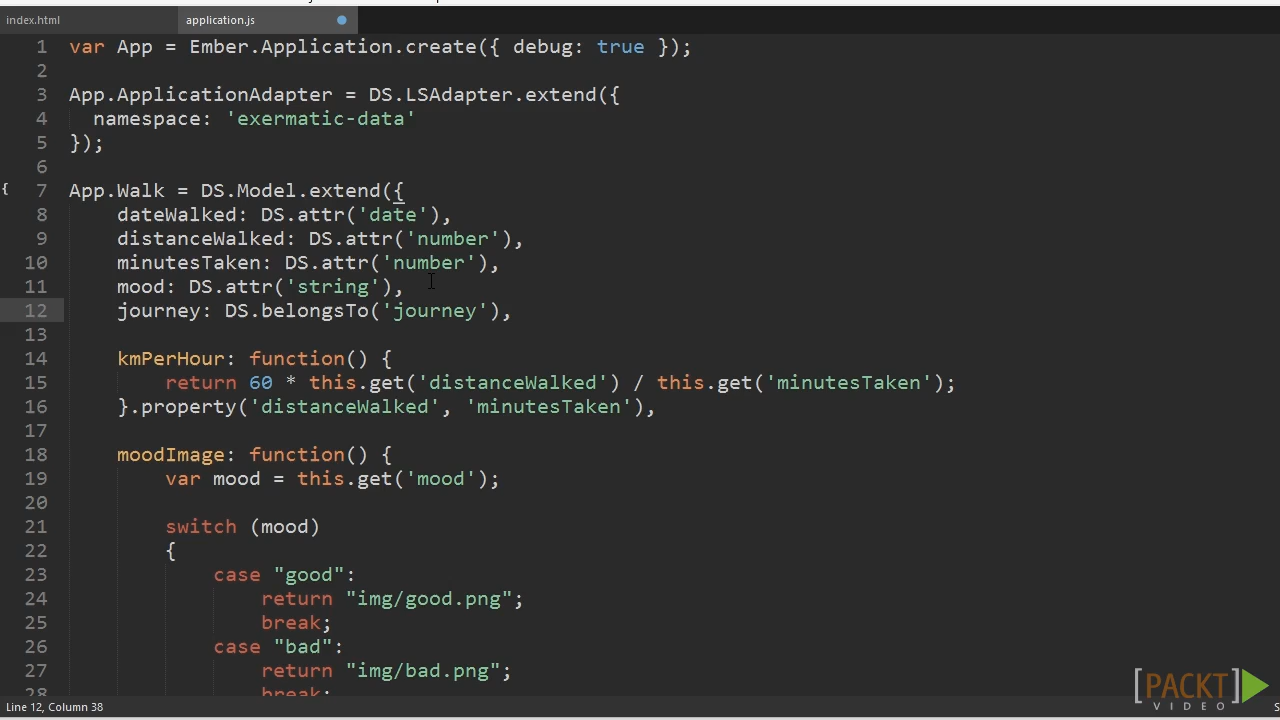 index.html
application.js
1 var App = Ember.Application.create({ debug: true });
2
3 App.ApplicationAdapter = DS.LSAdapter.extend({
4 namespace: 'exermatic-data'
5 });
6
{ 7 App.Walk = DS.Model.extend({
8 dateWalked: DS.attr('date'),
9 distanceWalked: DS.attr('number'),
10 minutesTaken: DS.attr('number'),
11 mood: DS.attr('string'),
12 journey: DS.belongsTo('journey'),
13
14 kmPerHour: function() {
15 return 60 * this.get('distanceWalked') / this.get('minutesTaken');
16 }.property('distanceWalked', 'minutesTaken'),
17
18 moodImage: function() {
19 var mood = this.get('mood');
20
21 switch (mood)
22 {
23 case "good":
24 return "img/good.png";
25 break;
26 case "bad":
27 return "img/bad.png";
28 break;
[PACKT]
VIDEO
Line 12, Column 38